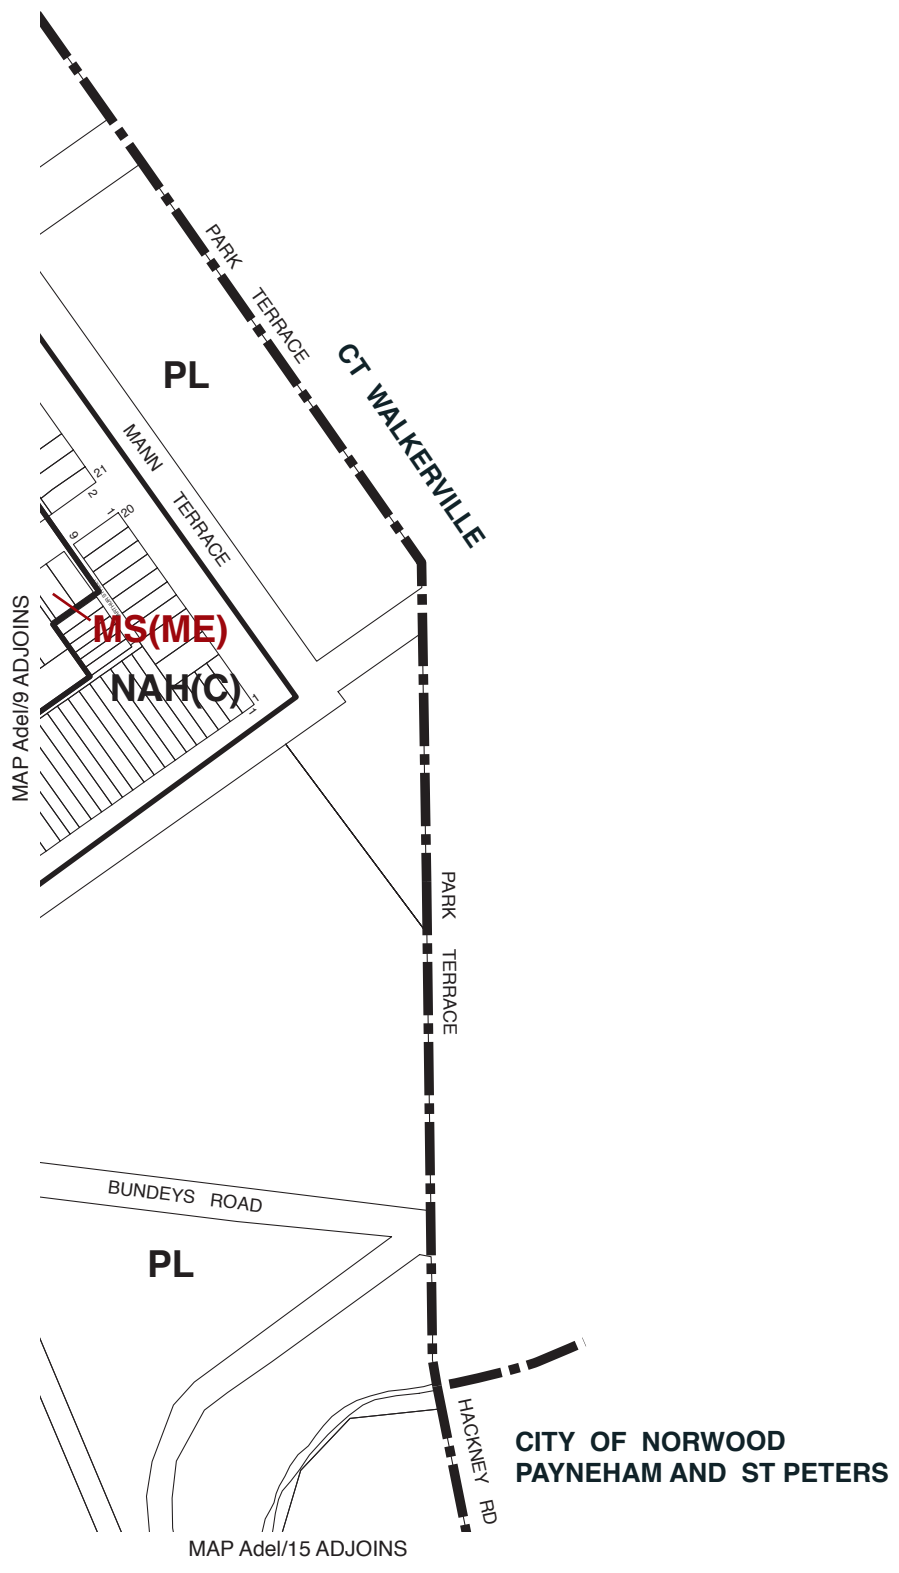 PARK TERRACE
CT WALKERVILLE
PL
MANN TERRACE
21
2
1
20
9
MS(ME)
NAH(C)
1
1
MAP Adel/9 ADJOINS
PARK TERRACE
BUNDEYS ROAD
PL
HACKNEY RD
CITY OF NORWOOD
PAYNEHAM AND ST PETERS
MAP Adel/15 ADJOINS